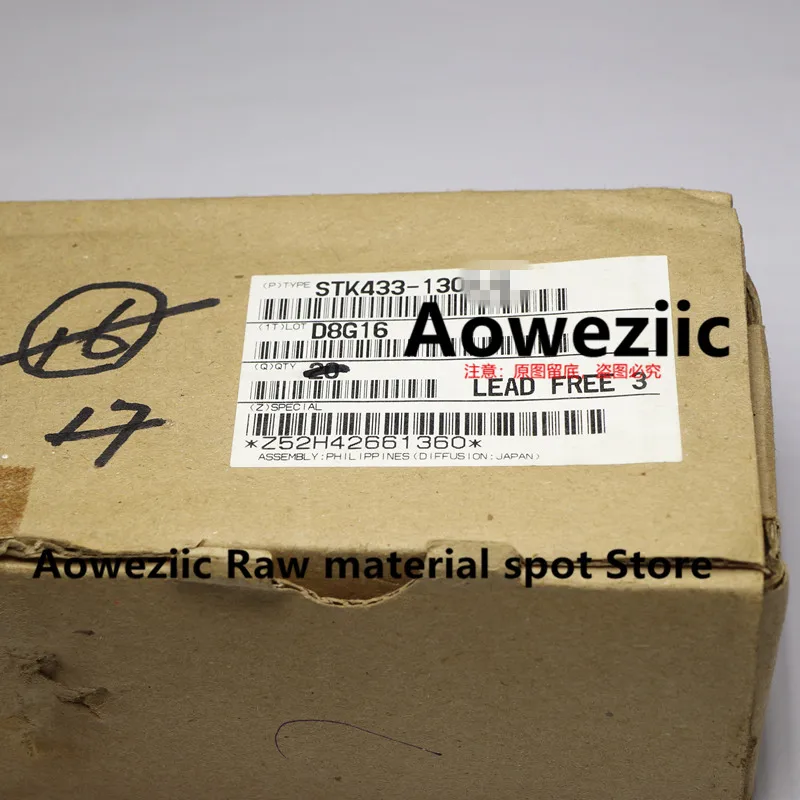 (P)TYPE STK433-130
(1T)LOT D8G16
Aoweziic
注意：原图留底，盗图必究
(Q)QTY 20
LEAD FREE 3
(Z)SPECIAL
*Z52H42661360*
ASSEMBLY:PHILIPPINES(DIFFUSION:JAPAN)
16
17
Aoweziic Raw material spot Store